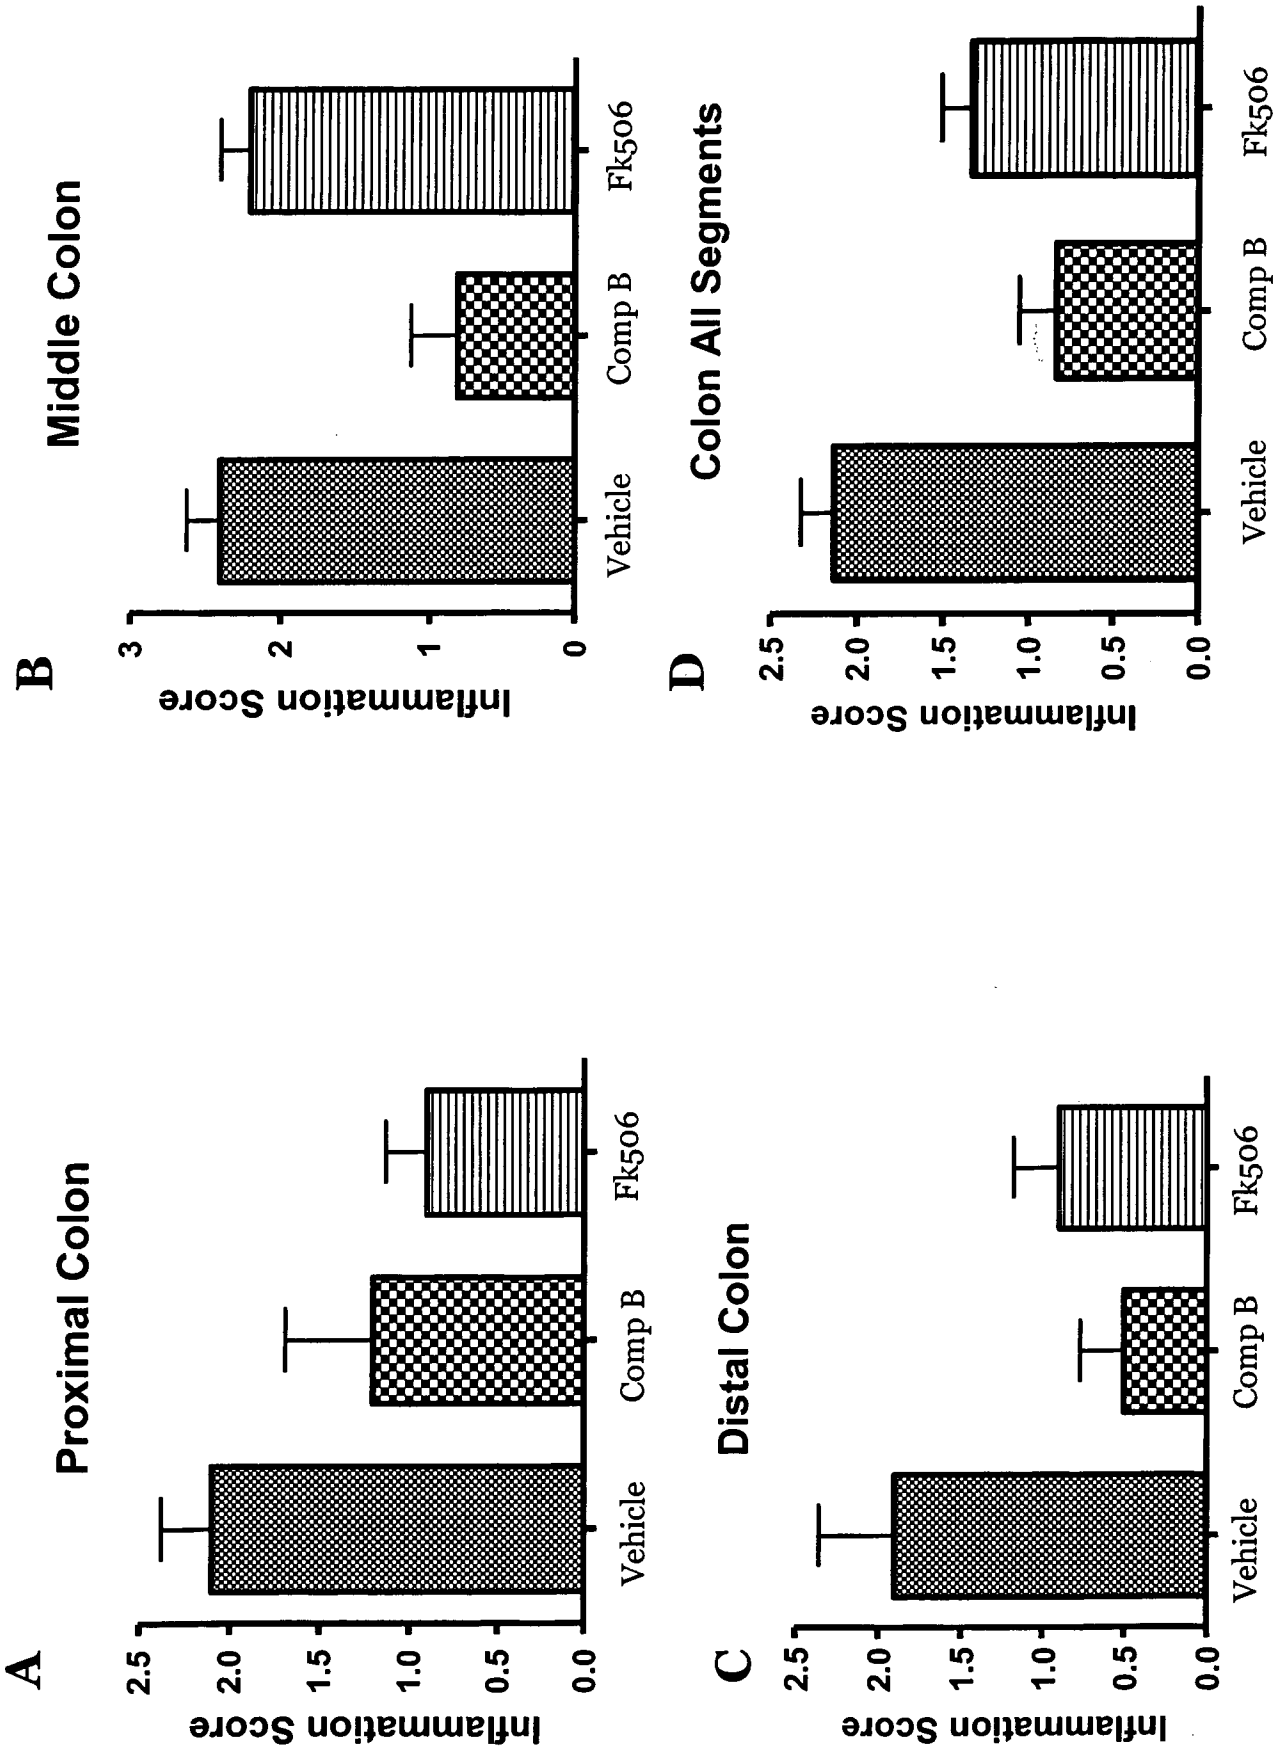 A
Proximal Colon
Inflammation Score
2.5
2.0
1.5
1.0
0.5
0.0
Vehicle
Comp B
Fk506
B
Middle Colon
Inflammation Score
3
2
1
0
Vehicle
Comp B
Fk506
C
Distal Colon
Inflammation Score
2.5
2.0
1.5
1.0
0.5
0.0
Vehicle
Comp B
Fk506
D
Colon All Segments
Inflammation Score
2.5
2.0
1.5
1.0
0.5
0.0
Vehicle
Comp B
Fk506